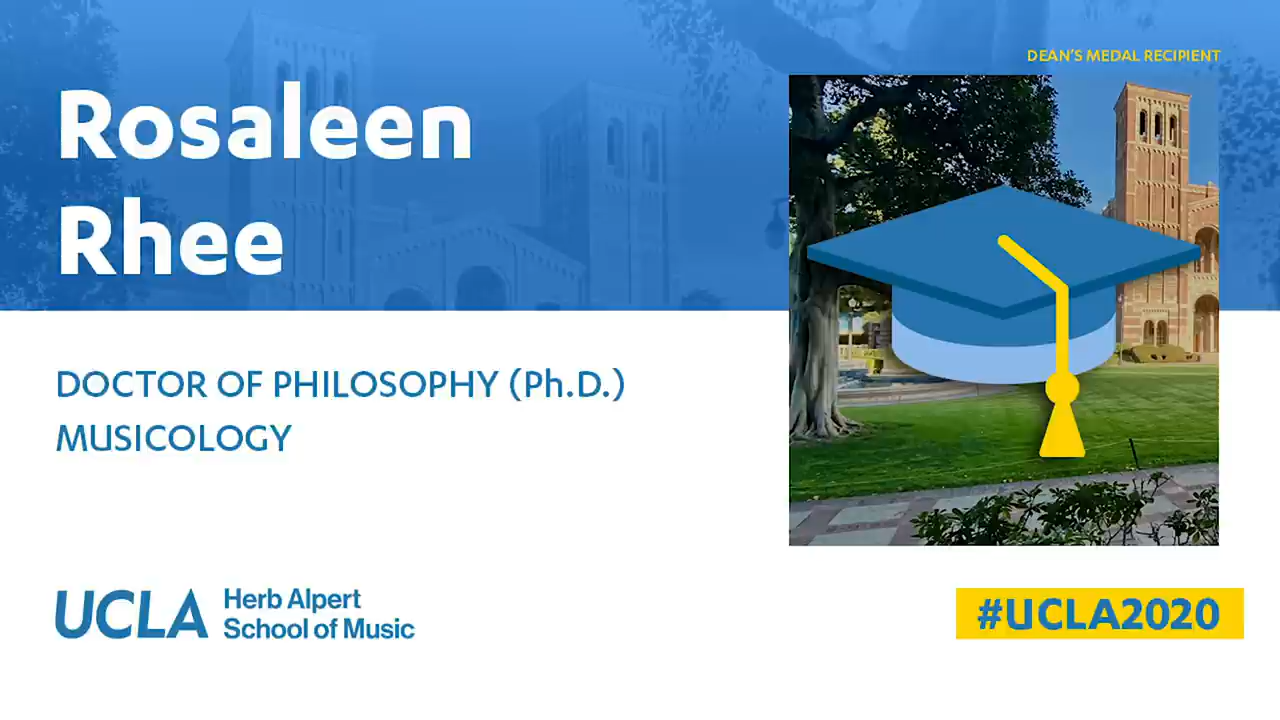 DEAN'S MEDAL RECIPIENT
Rosaleen
Rhee
DOCTOR OF PHILOSOPHY (Ph.D.)
MUSICOLOGY
UCLA
Herb Alpert
School of Music
#UCLA2020